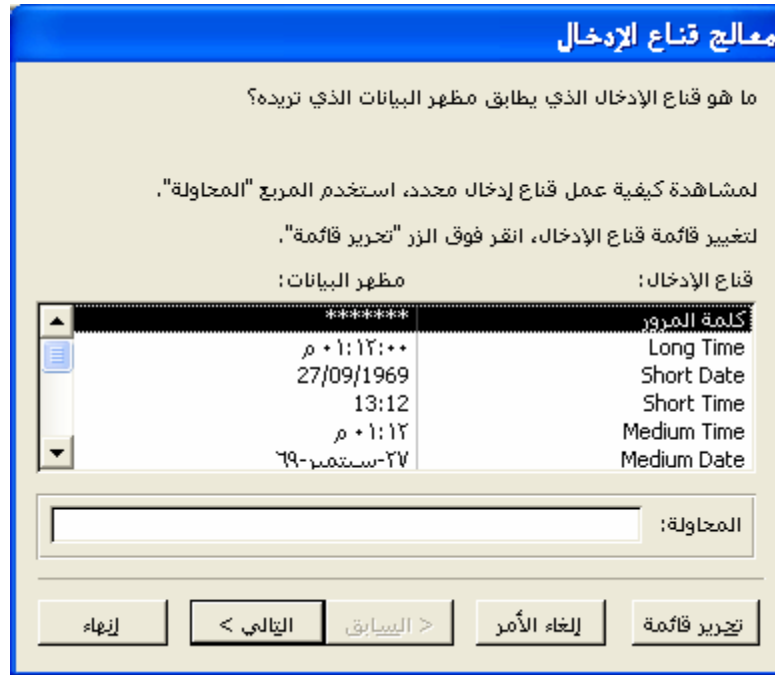 معالج قناع الإدخال
ما هو قناع الإدخال الذي يطابق مظهر البيانات الذي تريده؟
لمشاهدة كيفية عمل قناع إدخال محدد، استخدم المربع "المحاولة".
لتغيير قائمة قناع الإدخال، انقر فوق الزر "تحرير قائمة".
قناع الإدخال: مظهر البيانات:
كلمة المرور *******
Long Time ٠١:١٢:٠٠ م
Short Date 27/09/1969
Short Time 13:12
Medium Time ٠١:١٢ م
Medium Date ٢٧-سبتمبر-٦٩
المحاولة:
تحرير قائمة إلغاء الأمر < السابق التالي > إنهاء